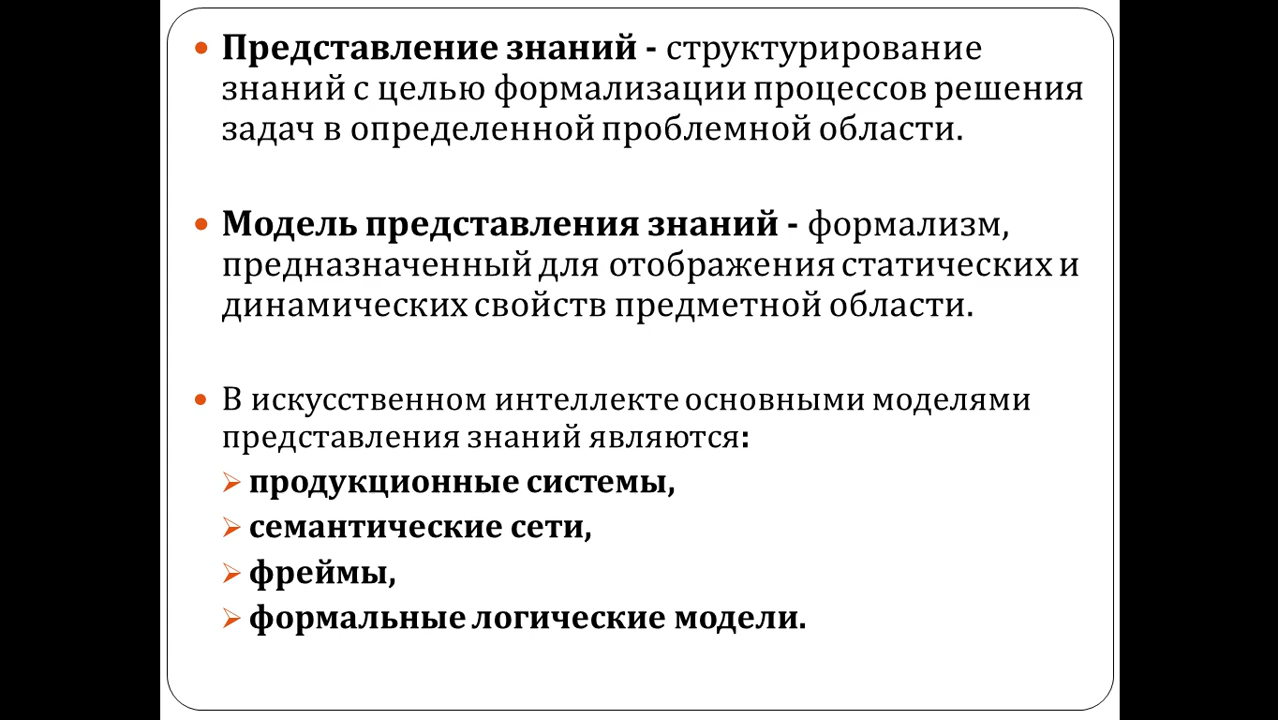 • Представление знаний - структурирование
знаний с целью формализации процессов решения
задач в определенной проблемной области.
• Модель представления знаний - формализм,
предназначенный для отображения статических и
динамических свойств предметной области.
• В искусственном интеллекте основными моделями
представления знаний являются:
➢ продукционные системы,
➢ семантические сети,
➢ фреймы,
➢ формальные логические модели.